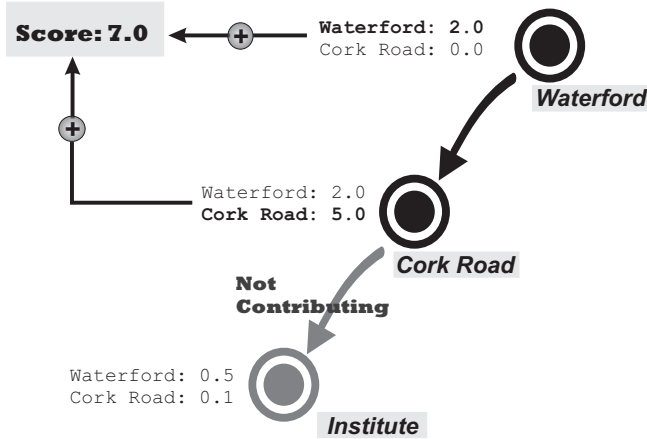 Score: 7.0
+
Waterford: 2.0
Cork Road: 0.0
Waterford
+
Waterford: 2.0
Cork Road: 5.0
Cork Road
Not
Contributing
Waterford: 0.5
Cork Road: 0.1
Institute